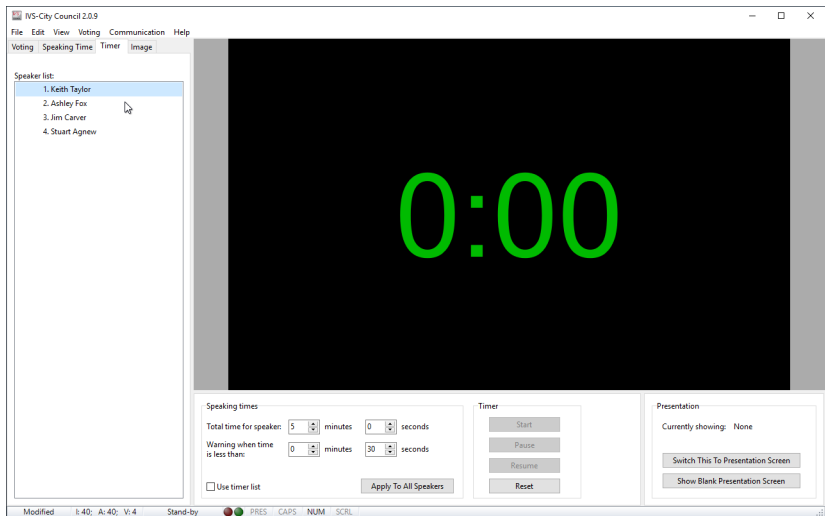 IVS-City Council 2.0.9
File Edit View Voting Communication Help
Voting Speaking Time Timer Image
Speaker list:
1. Keith Taylor
2. Ashley Fox
3. Jim Carver
4. Stuart Agnew
0:00
Speaking times
Total time for speaker: 5 minutes 0 seconds
Warning when time
is less than: 0 minutes 30 seconds
Use timer list
Apply To All Speakers
Timer
Start
Pause
Resume
Reset
Presentation
Currently showing: None
Switch This To Presentation Screen
Show Blank Presentation Screen
Modified I: 40; A: 40; V: 4 Stand-by PRES CAPS NUM SCRL